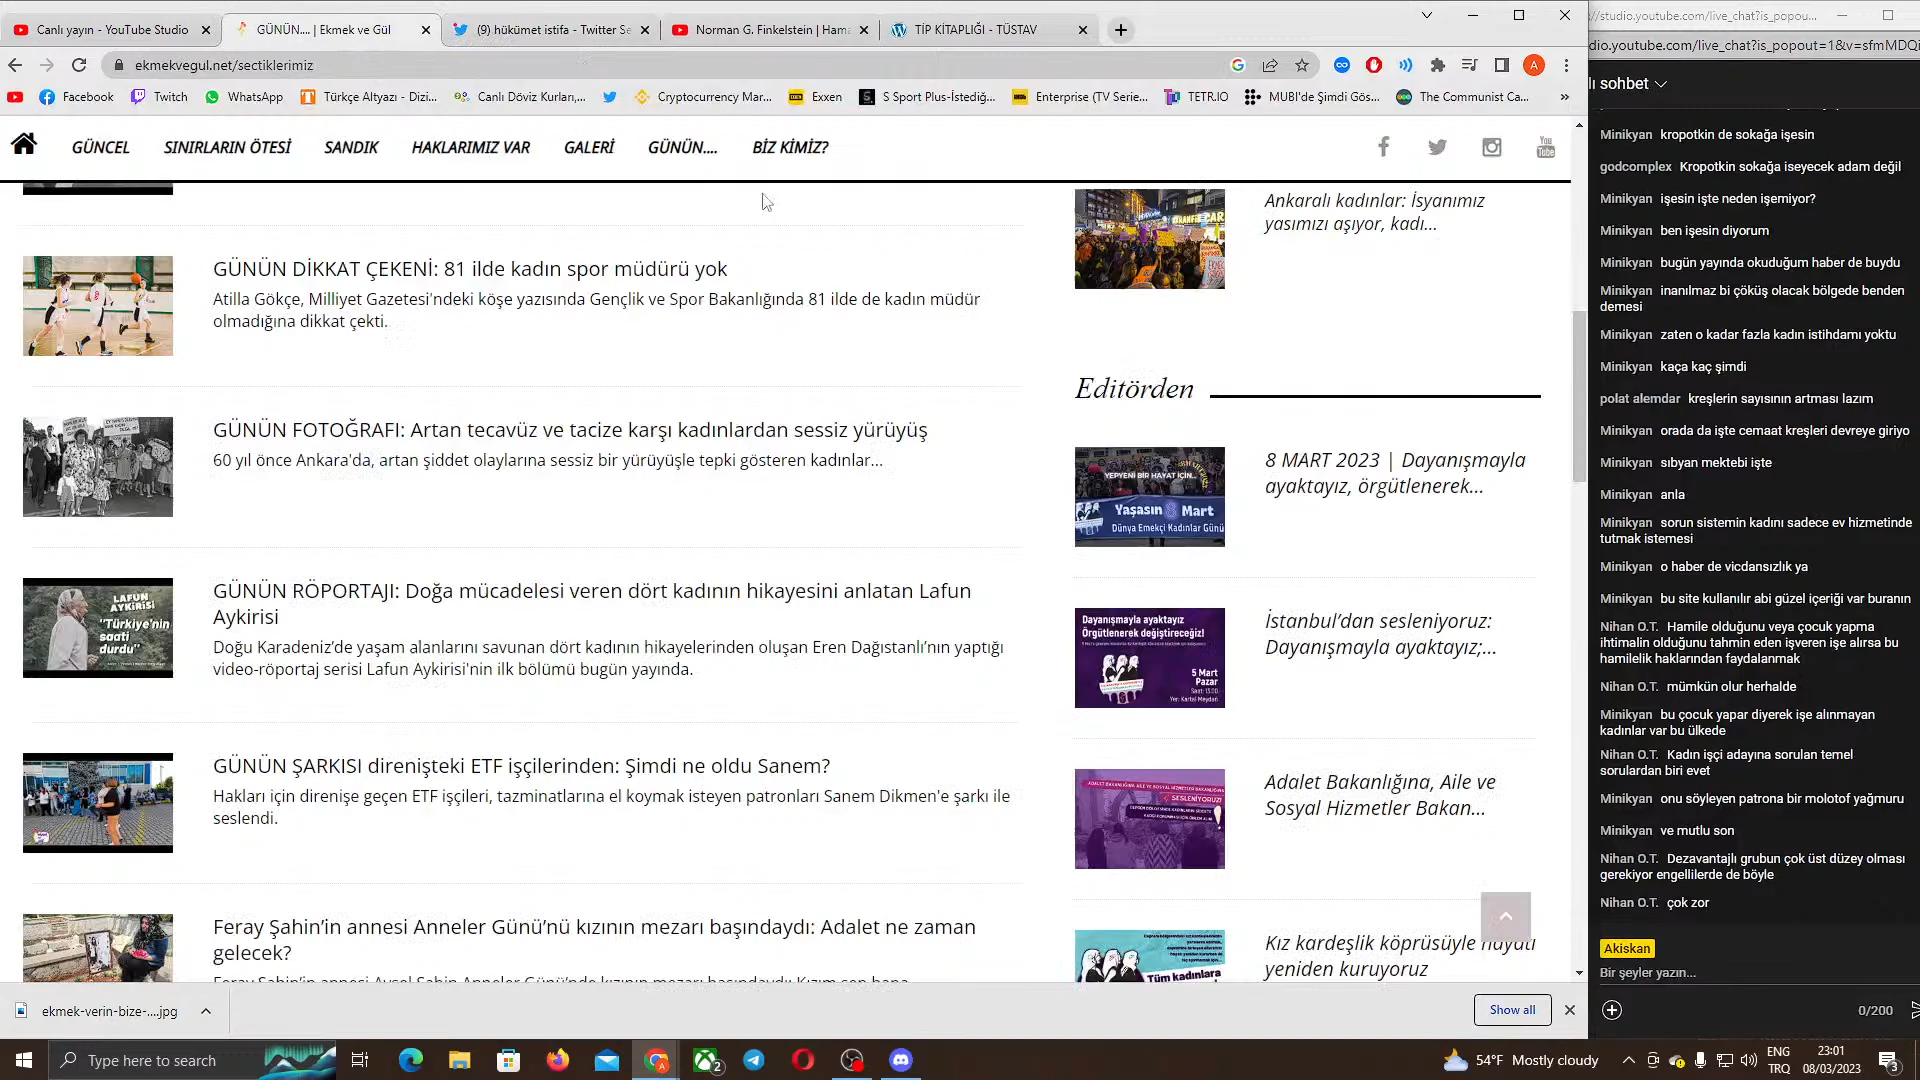 Canlı yayın - YouTube Studio
GÜNÜN.... | Ekmek ve Gül
(9) hükümet istifa - Twitter Se
Norman G. Finkelstein | Ham
TİP KİTAPLIĞI - TÜSTAV
://studio.youtube.com/live_chat?is_popou...
ekmekvegul.net/sectiklerimiz
dio.youtube.com/live_chat?is_popout=1&v=sfmMDQi
Facebook
Twitch
WhatsApp
Türkçe Altyazı - Dizi...
Canlı Döviz Kurları,...
Cryptocurrency Mar...
Exxen
S Sport Plus-İstediğ...
Enterprise (TV Serie...
TETR.IO
MUBI'de Şimdi Gös...
The Communist Ca...
»
GÜNCEL
SINIRLARIN ÖTESİ
SANDIK
HAKLARIMIZ VAR
GALERİ
GÜNÜN....
BİZ KİMİZ?
You
Tube
GÜNÜN DİKKAT ÇEKENİ: 81 ilde kadın spor müdürü yok
Atilla Gökçe, Milliyet Gazetesi'ndeki köşe yazısında Gençlik ve Spor Bakanlığında 81 ilde de kadın müdür
olmadığına dikkat çekti.
GÜNÜN FOTOĞRAFI: Artan tecavüz ve tacize karşı kadınlardan sessiz yürüyüş
60 yıl önce Ankara'da, artan şiddet olaylarına sessiz bir yürüyüşle tepki gösteren kadınlar...
LAFUN
AYKIRISI
"Türkiye'nin
saati
durdu"
GÜNÜN RÖPORTAJI: Doğa mücadelesi veren dört kadının hikayesini anlatan Lafun
Aykirisi
Doğu Karadeniz’de yaşam alanlarını savunan dört kadının hikayelerinden oluşan Eren Dağıstanlı’nın yaptığı
video-röportaj serisi Lafun Aykirisi'nin ilk bölümü bugün yayında.
GÜNÜN ŞARKISI direnişteki ETF işçilerinden: Şimdi ne oldu Sanem?
Hakları için direnişe geçen ETF işçileri, tazminatlarına el koymak isteyen patronları Sanem Dikmen'e şarkı ile
seslendi.
Feray Şahin’in annesi Anneler Günü’nü kızının mezarı başındaydı: Adalet ne zaman
gelecek?
Ankaralı kadınlar: İsyanımız
yasımızı aşıyor, kadı...
Editörden
YEPYENİ BİR HAYAT İÇİN...
Yaşasın 8 Mart
Dünya Emekçi Kadınlar Günü
8 MART 2023 | Dayanışmayla
ayaktayız, örgütlenerek...
Dayanışmayla ayaktayız
Örgütlenerek değiştireceğiz!
5 Mart
Pazar
Saat: 13.00
Yer: Kartal Meydanı
İstanbul’dan sesleniyoruz:
Dayanışmayla ayaktayız;...
SESLENİYORUZ!
Adalet Bakanlığına, Aile ve
Sosyal Hizmetler Bakan...
Tüm kadınlara
Kız kardeşlik köprüsüyle hayatı
yeniden kuruyoruz
lı sohbet
Minikyan kropotkin de sokağa işesin
godcomplex Kropotkin sokağa iseyecek adam değil
Minikyan işesin işte neden işemiyor?
Minikyan ben işesin diyorum
Minikyan bugün yayında okuduğum haber de buydu
Minikyan inanılmaz bi çöküş olacak bölgede benden
demesi
Minikyan zaten o kadar fazla kadın istihdamı yoktu
Minikyan kaça kaç şimdi
polat alemdar kreşlerin sayısının artması lazım
Minikyan orada da işte cemaat kreşleri devreye giriyo
Minikyan sıbyan mektebi işte
Minikyan anla
Minikyan sorun sistemin kadını sadece ev hizmetinde
tutmak istemesi
Minikyan o haber de vicdansızlık ya
Minikyan bu site kullanılır abi güzel içeriği var buranın
Nihan O.T. Hamile olduğunu veya çocuk yapma
ihtimalin olduğunu tahmin eden işveren işe alırsa bu
hamilelik haklarından faydalanmak
Nihan O.T. mümkün olur herhalde
Minikyan bu çocuk yapar diyerek işe alınmayan
kadınlar var bu ülkede
Nihan O.T. Kadın işçi adayına sorulan temel
sorulardan biri evet
Minikyan onu söyleyen patrona bir molotof yağmuru
Minikyan ve mutlu son
Nihan O.T. Dezavantajlı grubun çok üst düzey olması
gerekiyor engellilerde de böyle
Nihan O.T. çok zor
Akiskan
Bir şeyler yazın...
0/200
ekmek-verin-bize-....jpg
Show all
Type here to search
A
2
54°F Mostly cloudy
ENG
TRQ
23:01
08/03/2023
3